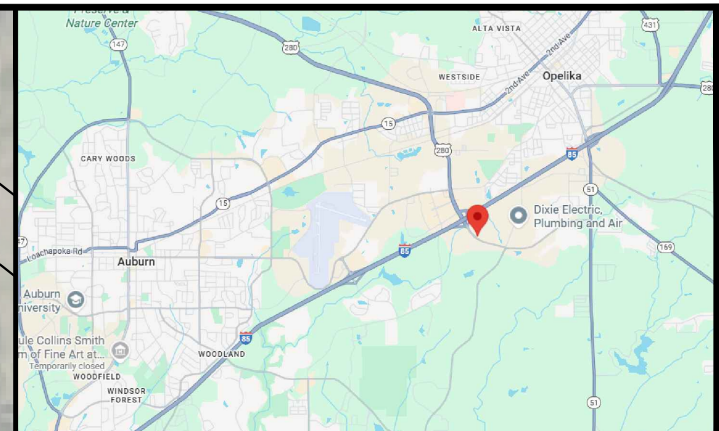 Nature Center
147
280
ALTA VISTA
431
2nd Ave
2nd Ave
WESTSIDE
Opelika
280
15
280
85
CARY WOODS
51
15
Dixie Electric,
Plumbing and Air
169
Loachapoka Rd
Auburn
85
Auburn
University
85
ule Collins Smith
m of Fine Art at...
Temporarily closed
WOODLAND
WOODFIELD
WINDSOR
FOREST
51